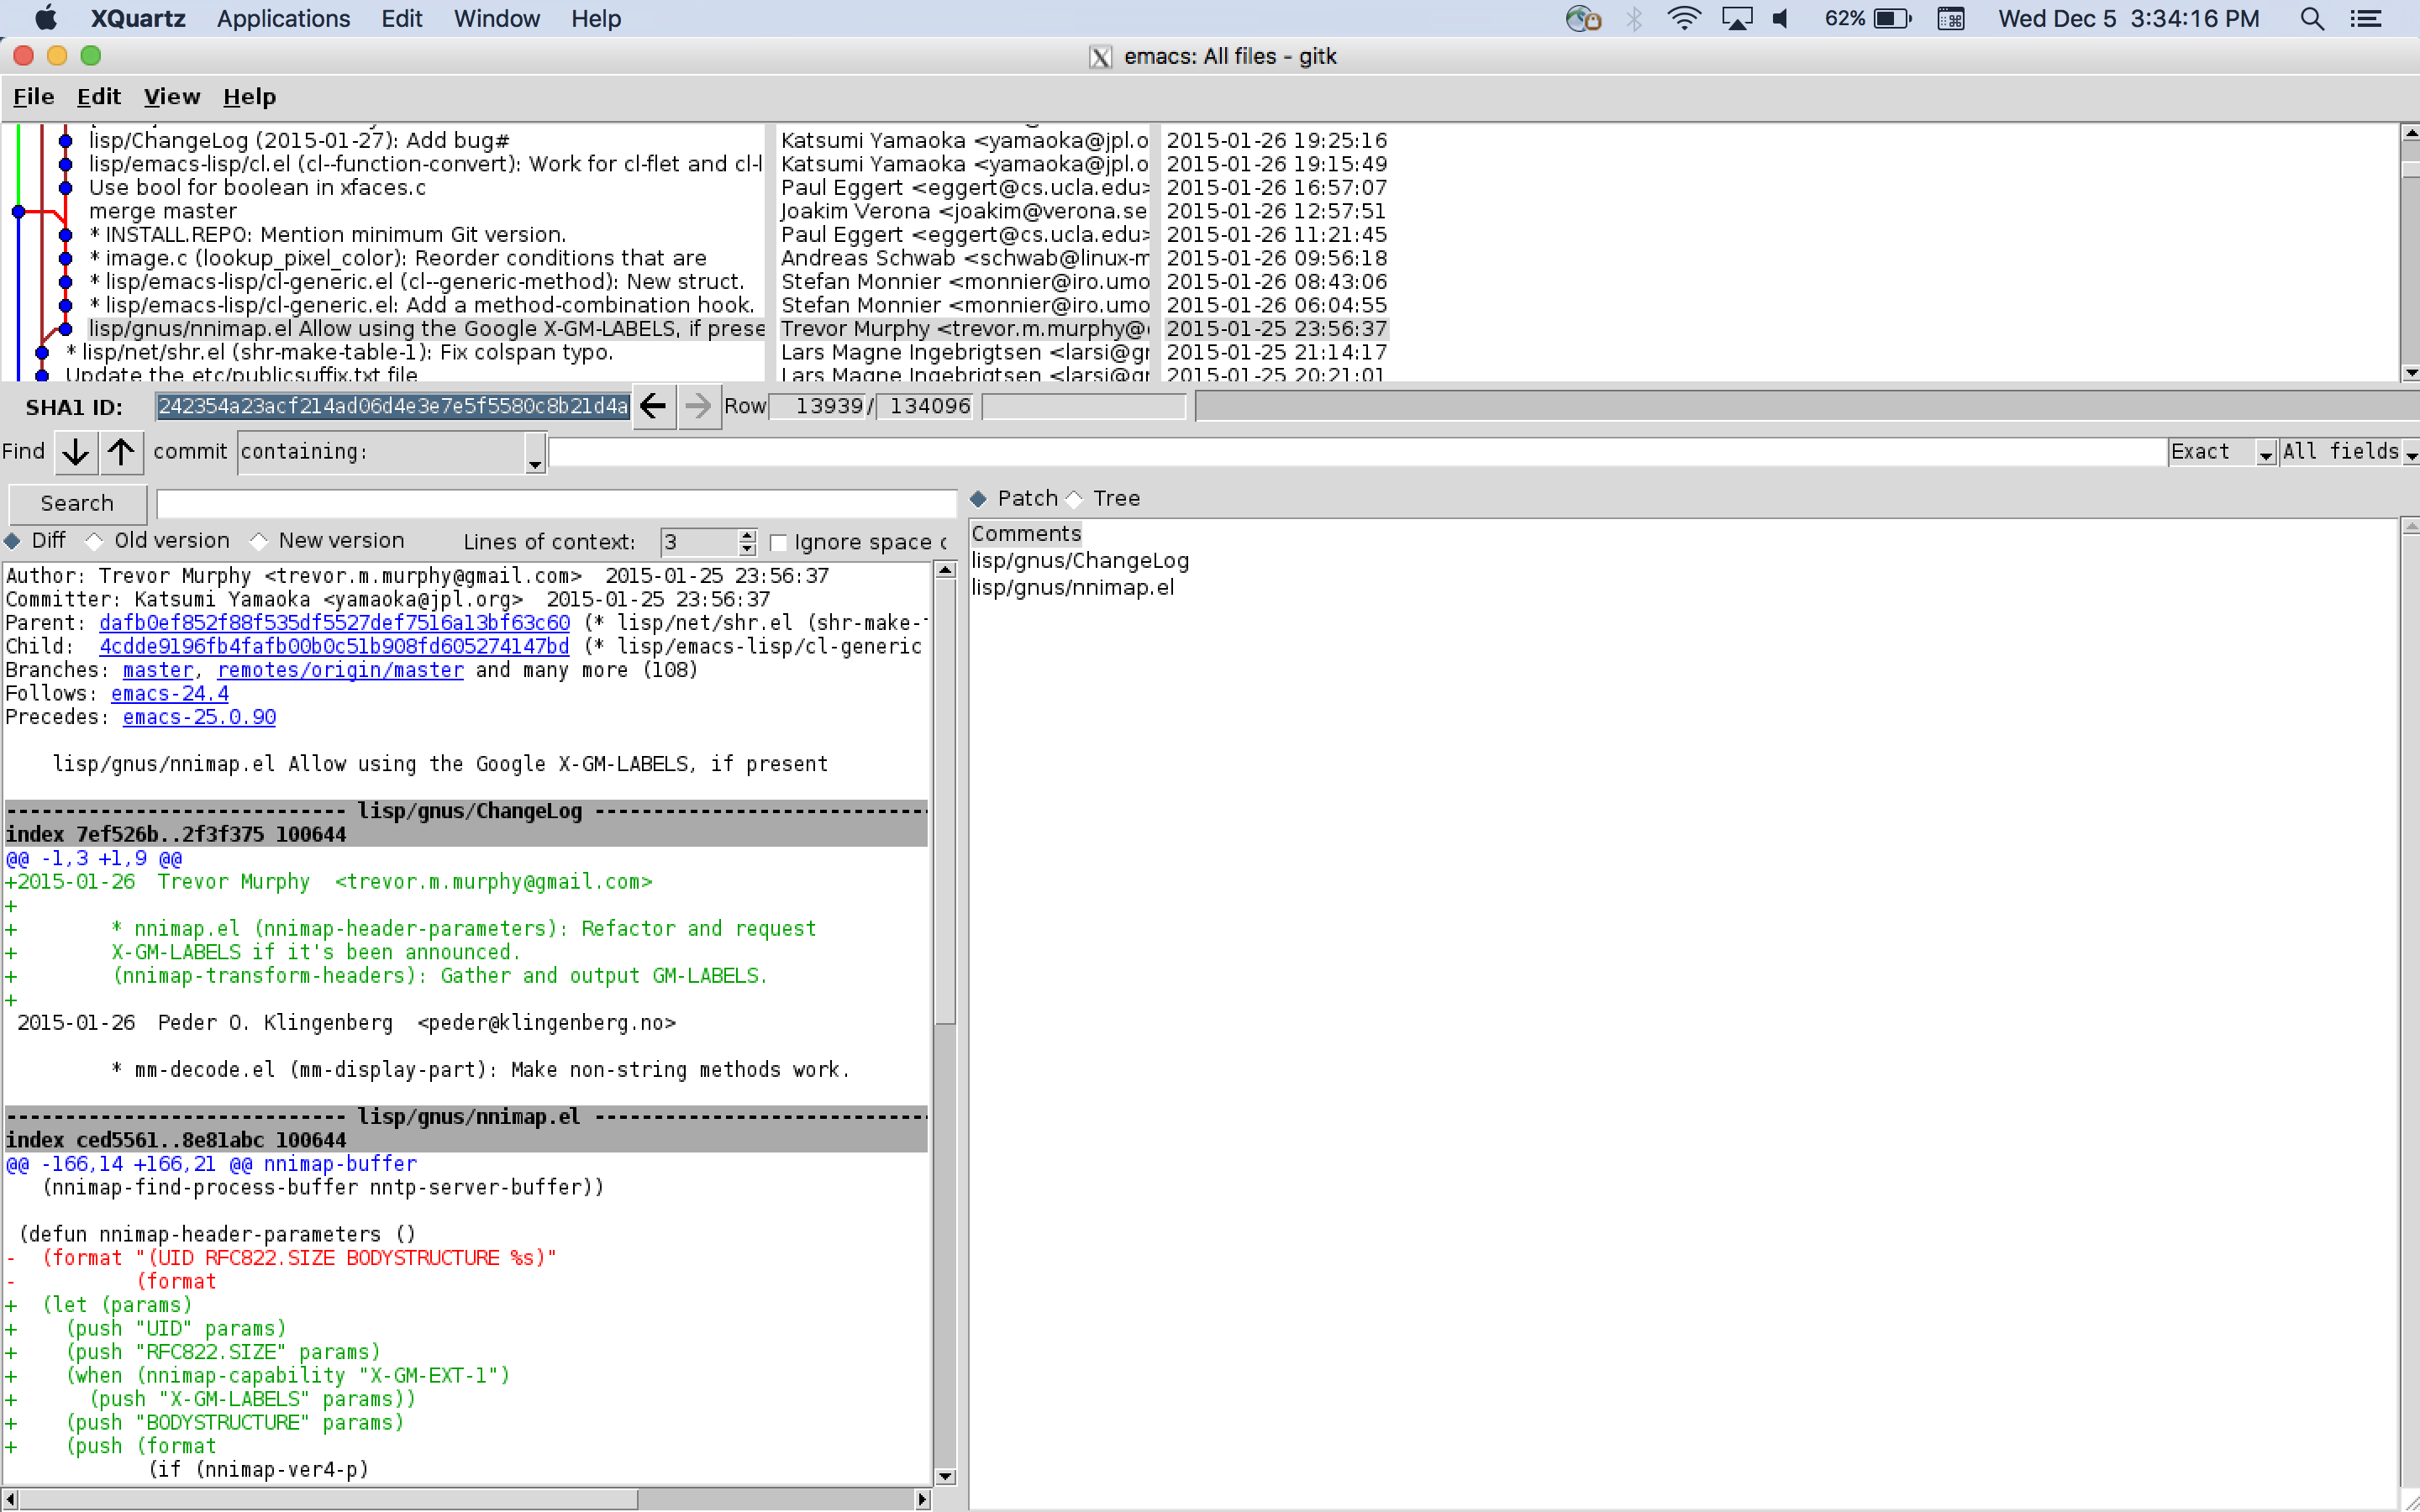 XQuartz Applications Edit Window Help 62% Wed Dec 5 3:34:16 PM
emacs: All files - gitk
File Edit View Help
lisp/ChangeLog (2015-01-27): Add bug# Katsumi Yamaoka <yamaoka@jpl.o 2015-01-26 19:25:16
lisp/emacs-lisp/cl.el (cl--function-convert): Work for cl-flet and cl-l Katsumi Yamaoka <yamaoka@jpl.o 2015-01-26 19:15:49
Use bool for boolean in xfaces.c Paul Eggert <eggert@cs.ucla.edu> 2015-01-26 16:57:07
merge master Joakim Verona <joakim@verona.se 2015-01-26 12:57:51
* INSTALL.REPO: Mention minimum Git version. Paul Eggert <eggert@cs.ucla.edu> 2015-01-26 11:21:45
* image.c (lookup_pixel_color): Reorder conditions that are Andreas Schwab <schwab@linux-m 2015-01-26 09:56:18
* lisp/emacs-lisp/cl-generic.el (cl--generic-method): New struct. Stefan Monnier <monnier@iro.umo 2015-01-26 08:43:06
* lisp/emacs-lisp/cl-generic.el: Add a method-combination hook. Stefan Monnier <monnier@iro.umo 2015-01-26 06:04:55
lisp/gnus/nnimap.el Allow using the Google X-GM-LABELS, if prese Trevor Murphy <trevor.m.murphy@ 2015-01-25 23:56:37
* lisp/net/shr.el (shr-make-table-1): Fix colspan typo. Lars Magne Ingebrigtsen <larsi@gr 2015-01-25 21:14:17
Update the etc/publicsuffix.txt file Lars Magne Ingebrigtsen <larsi@gr 2015-01-25 20:21:01
SHA1 ID: 242354a23acf214ad06d4e3e7e5f5580c8b21d4a Row 13939 / 134096
Find commit containing: Exact All fields
Search
Patch Tree
Diff Old version New version Lines of context: 3 Ignore space c
Comments
lisp/gnus/ChangeLog
lisp/gnus/nnimap.el
Author: Trevor Murphy <trevor.m.murphy@gmail.com>  2015-01-25 23:56:37
Committer: Katsumi Yamaoka <yamaoka@jpl.org>  2015-01-25 23:56:37
Parent: dafb0ef852f88f535df5527def7516a13bf63c60 (* lisp/net/shr.el (shr-make-
Child:  4cdde9196fb4fafb00b0c51b908fd605274147bd (* lisp/emacs-lisp/cl-generic
Branches: master, remotes/origin/master and many more (108)
Follows: emacs-24.4
Precedes: emacs-25.0.90
    lisp/gnus/nnimap.el Allow using the Google X-GM-LABELS, if present
----------------------------- lisp/gnus/ChangeLog -----------------------------
index 7ef526b..2f3f375 100644
@@ -1,3 +1,9 @@
+2015-01-26  Trevor Murphy  <trevor.m.murphy@gmail.com>
+
+        * nnimap.el (nnimap-header-parameters): Refactor and request
+        X-GM-LABELS if it's been announced.
+        (nnimap-transform-headers): Gather and output GM-LABELS.
+
 2015-01-26  Peder O. Klingenberg  <peder@klingenberg.no>
         * mm-decode.el (mm-display-part): Make non-string methods work.
----------------------------- lisp/gnus/nnimap.el -----------------------------
index ced5561..8e81abc 100644
@@ -166,14 +166,21 @@ nnimap-buffer
   (nnimap-find-process-buffer nntp-server-buffer))
 (defun nnimap-header-parameters ()
-  (format "(UID RFC822.SIZE BODYSTRUCTURE %s)"
-          (format
+  (let (params)
+    (push "UID" params)
+    (push "RFC822.SIZE" params)
+    (when (nnimap-capability "X-GM-EXT-1")
+      (push "X-GM-LABELS" params))
+    (push "BODYSTRUCTURE" params)
+    (push (format
            (if (nnimap-ver4-p)